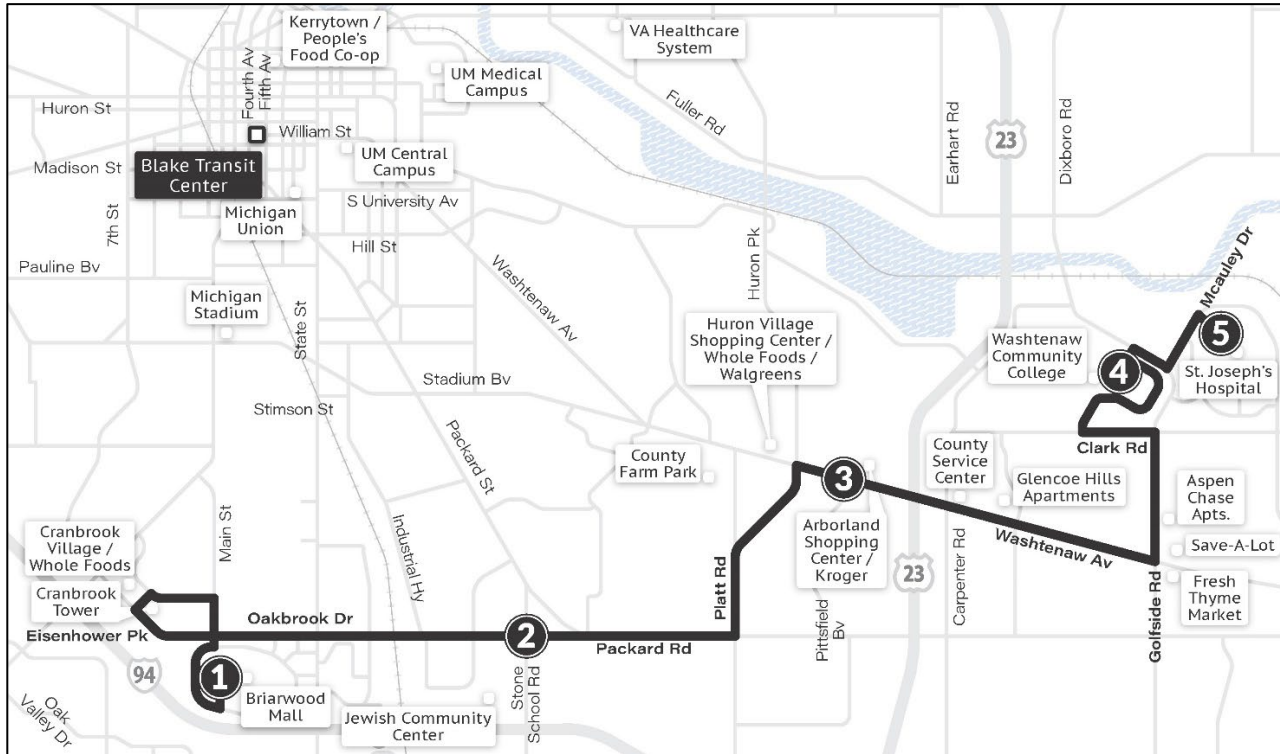 Kerrytown /
People's
Food Co-op
VA Healthcare
System
Fourth Av
Fifth Av
UM Medical
Campus
Huron St
William St
Fuller Rd
Earhart Rd
23
Dixboro Rd
Madison St
Blake Transit
Center
UM Central
Campus
7th St
S University Av
Michigan
Union
Hill St
Pauline Bv
Washtenaw Av
Huron Pk
Mcauley Dr
Michigan
Stadium
State St
Huron Village
Shopping Center /
Whole Foods /
Walgreens
Washtenaw
Community
College
5
4
St. Joseph's
Hospital
Stadium Bv
Stimson St
Packard St
County
Farm Park
3
County
Service
Center
Clark Rd
Glencoe Hills
Apartments
Aspen
Chase
Apts.
Cranbrook
Village /
Whole Foods
Main St
Industrial Hy
Arborland
Shopping
Center /
Kroger
Washtenaw Av
Save-A-Lot
Cranbrook
Tower
Platt Rd
23
Carpenter Rd
Fresh
Thyme
Market
Eisenhower Pk
Oakbrook Dr
2
Packard Rd
Pittsfield
Bv
Golfside Rd
94
1
Briarwood
Mall
Stone
School Rd
Oak
Valley Dr
Jewish Community
Center